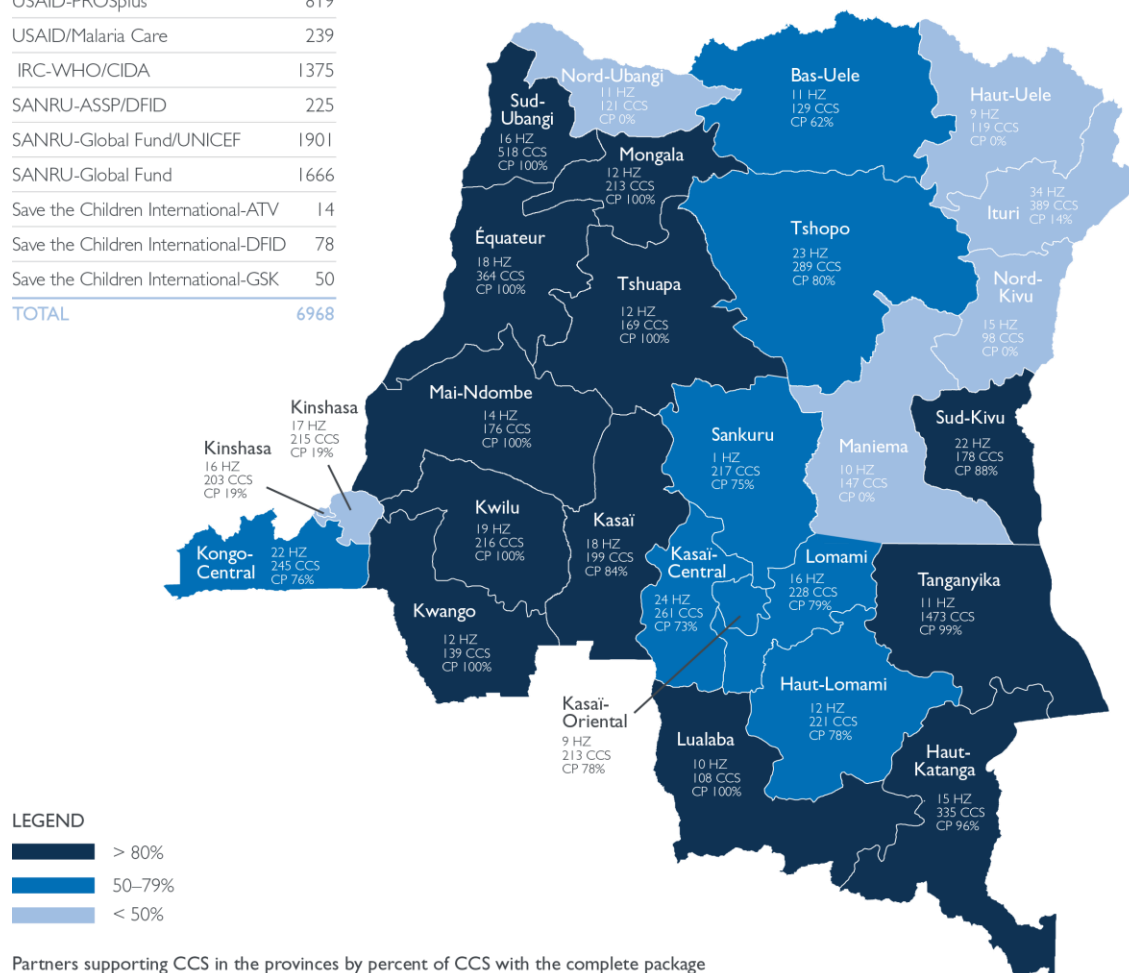 USAID-PROSplus 819
USAID/Malaria Care 239
IRC-WHO/CIDA 1375
SANRU-ASSP/DFID 225
SANRU-Global Fund/UNICEF 1901
SANRU-Global Fund 1666
Save the Children International-ATV 14
Save the Children International-DFID 78
Save the Children International-GSK 50
TOTAL 6968
Nord-Ubangi
11 HZ
121 CCS
CP 0%
Bas-Uele
11 HZ
129 CCS
CP 62%
Haut-Uele
9 HZ
119 CCS
CP 0%
Sud-
Ubangi
16 HZ
518 CCS
CP 100%
Mongala
12 HZ
213 CCS
CP 100%
Ituri
34 HZ
389 CCS
CP 14%
Équateur
18 HZ
364 CCS
CP 100%
Tshuapa
12 HZ
169 CCS
CP 100%
Tshopo
23 HZ
289 CCS
CP 80%
Nord-
Kivu
15 HZ
98 CCS
CP 0%
Mai-Ndombe
14 HZ
176 CCS
CP 100%
Kinshasa
17 HZ
215 CCS
CP 19%
Kinshasa
16 HZ
203 CCS
CP 19%
Sankuru
1 HZ
217 CCS
CP 75%
Maniema
10 HZ
147 CCS
CP 0%
Sud-Kivu
22 HZ
178 CCS
CP 88%
Kongo-
Central
22 HZ
245 CCS
CP 76%
Kwilu
19 HZ
216 CCS
CP 100%
Kasaï
18 HZ
199 CCS
CP 84%
Kasaï-
Central
24 HZ
261 CCS
CP 73%
Lomami
16 HZ
228 CCS
CP 79%
Tanganyika
11 HZ
1473 CCS
CP 99%
Kwango
12 HZ
139 CCS
CP 100%
Kasaï-
Oriental
9 HZ
213 CCS
CP 78%
Haut-Lomami
12 HZ
221 CCS
CP 78%
Lualaba
10 HZ
108 CCS
CP 100%
Haut-
Katanga
15 HZ
335 CCS
CP 96%
LEGEND
> 80%
50–79%
< 50%
Partners supporting CCS in the provinces by percent of CCS with the complete package